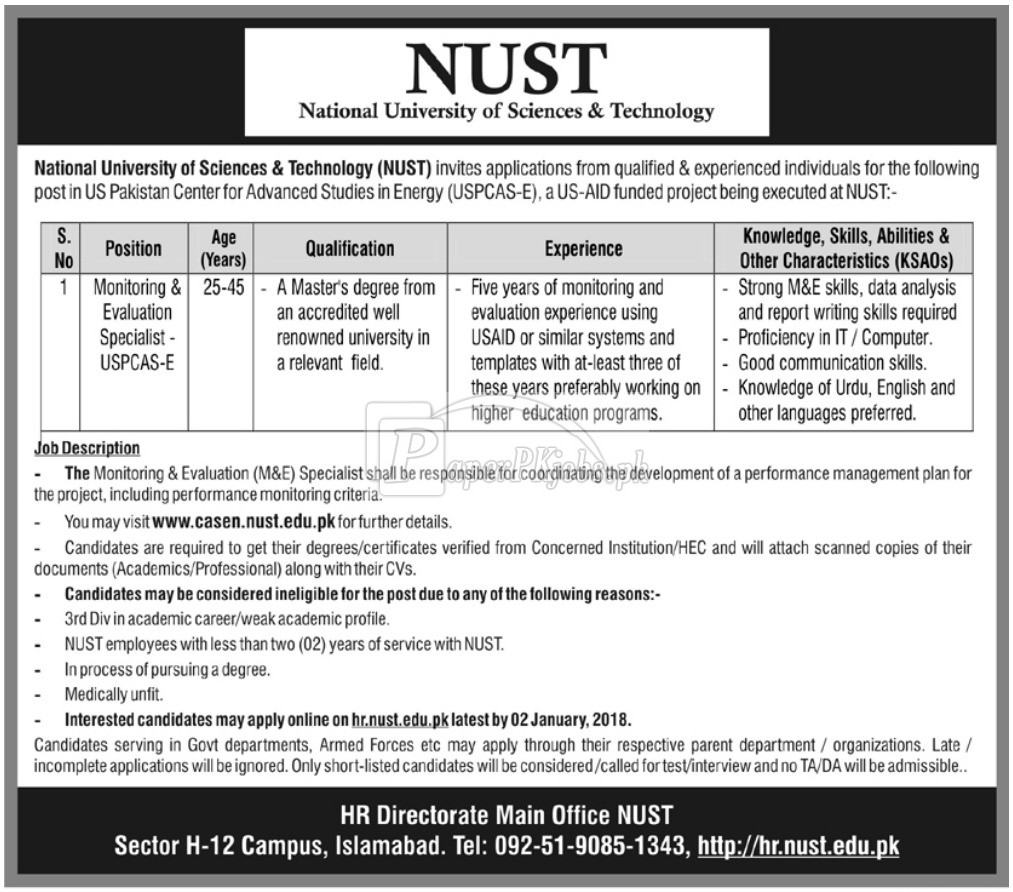 NUST
National University of Sciences & Technology
National University of Sciences & Technology (NUST) invites applications from qualified & experienced individuals for the following
post in US Pakistan Center for Advanced Studies in Energy (USPCAS-E), a US-AID funded project being executed at NUST:-
S. No
Position
Age (Years)
Qualification
Experience
Knowledge, Skills, Abilities &
Other Characteristics (KSAOs)
1
Monitoring &
Evaluation
Specialist -
USPCAS-E
25-45
- A Master's degree from
an accredited well
renowned university in
a relevant field.
- Five years of monitoring and
evaluation experience using
USAID or similar systems and
templates with at-least three of
these years preferably working on
higher education programs.
- Strong M&E skills, data analysis
and report writing skills required
- Proficiency in IT / Computer.
- Good communication skills.
- Knowledge of Urdu, English and
other languages preferred.
PaperPKjobs.pk
Job Description
- The Monitoring & Evaluation (M&E) Specialist shall be responsible for coordinating the development of a performance management plan for
the project, including performance monitoring criteria.
- You may visit www.casen.nust.edu.pk for further details.
- Candidates are required to get their degrees/certificates verified from Concerned Institution/HEC and will attach scanned copies of their
documents (Academics/Professional) along with their CVs.
- Candidates may be considered ineligible for the post due to any of the following reasons:-
- 3rd Div in academic career/weak academic profile.
- NUST employees with less than two (02) years of service with NUST.
- In process of pursuing a degree.
- Medically unfit.
- Interested candidates may apply online on hr.nust.edu.pk latest by 02 January, 2018.
Candidates serving in Govt departments, Armed Forces etc may apply through their respective parent department / organizations. Late /
incomplete applications will be ignored. Only short-listed candidates will be considered /called for test/interview and no TA/DA will be admissible..
HR Directorate Main Office NUST
Sector H-12 Campus, Islamabad. Tel: 092-51-9085-1343, http://hr.nust.edu.pk